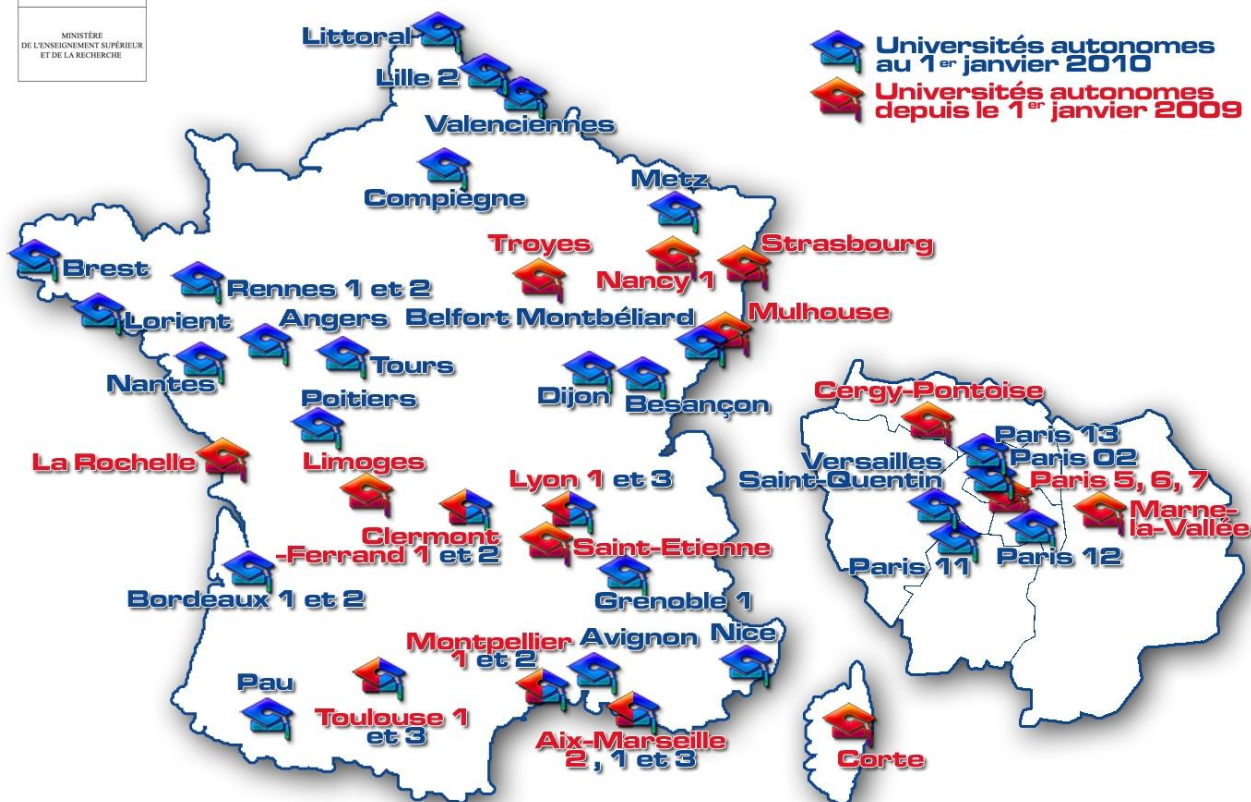 MINISTÈRE
DE L'ENSEIGNEMENT SUPÉRIEUR
ET DE LA RECHERCHE
Universités autonomes
au 1er janvier 2010
Universités autonomes
depuis le 1er janvier 2009
Littoral
Lille 2
Valenciennes
Compiègne
Metz
Troyes
Nancy 1
Strasbourg
Brest
Rennes 1 et 2
Lorient
Angers
Belfort Montbéliard
Mulhouse
Nantes
Tours
Dijon
Besançon
Poitiers
La Rochelle
Limoges
Lyon 1 et 3
Clermont
-Ferrand 1 et 2
Saint-Etienne
Bordeaux 1 et 2
Grenoble 1
Montpellier
1 et 2
Avignon
Nice
Pau
Toulouse 1
et 3
Aix-Marseille
2 , 1 et 3
Corte
Cergy-Pontoise
Paris 13
Paris 02
Versailles
Saint-Quentin
Paris 5, 6, 7
Marne-
la-Vallée
Paris 11
Paris 12